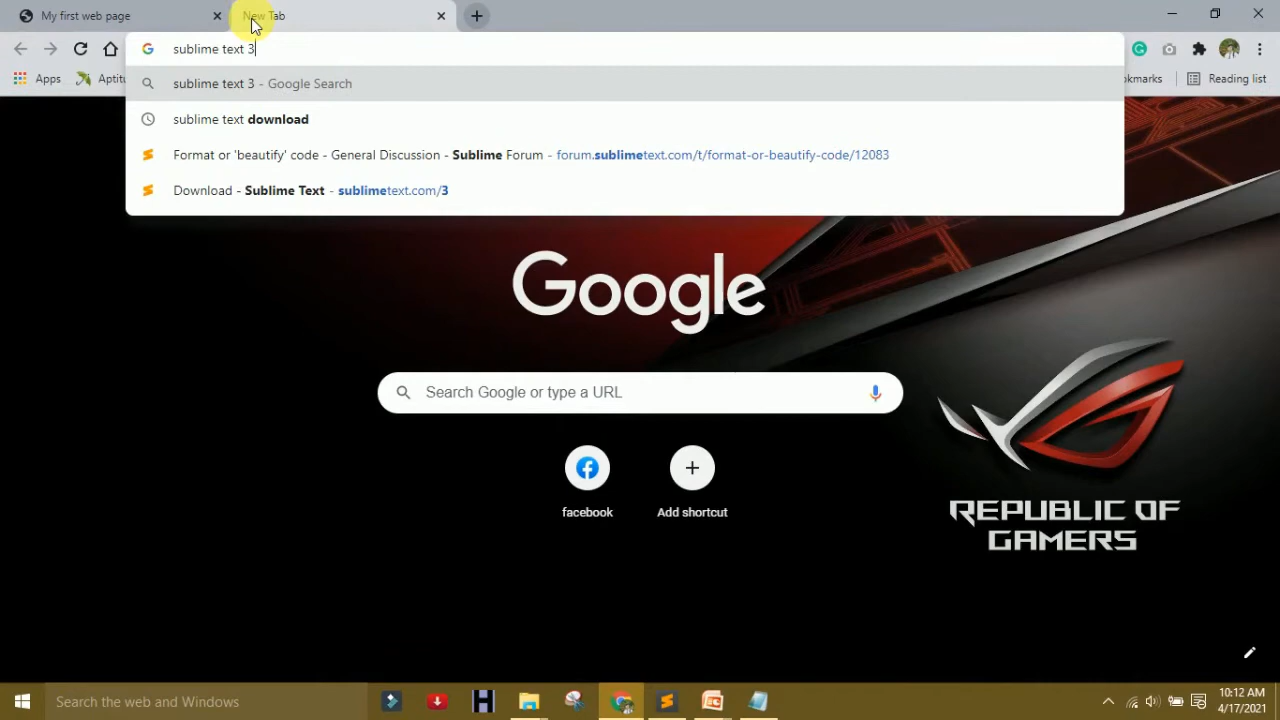 My first web page
New Tab
sublime text 3
sublime text 3 - Google Search
sublime text download
Format or 'beautify' code - General Discussion - Sublime Forum - forum.sublimetext.com/t/format-or-beautify-code/12083
Download - Sublime Text - sublimetext.com/3
Apps
Aptitu
okmarks
Reading list
Google
Search Google or type a URL
facebook
Add shortcut
REPUBLIC OF
GAMERS
Search the web and Windows
10:12 AM
4/17/2021